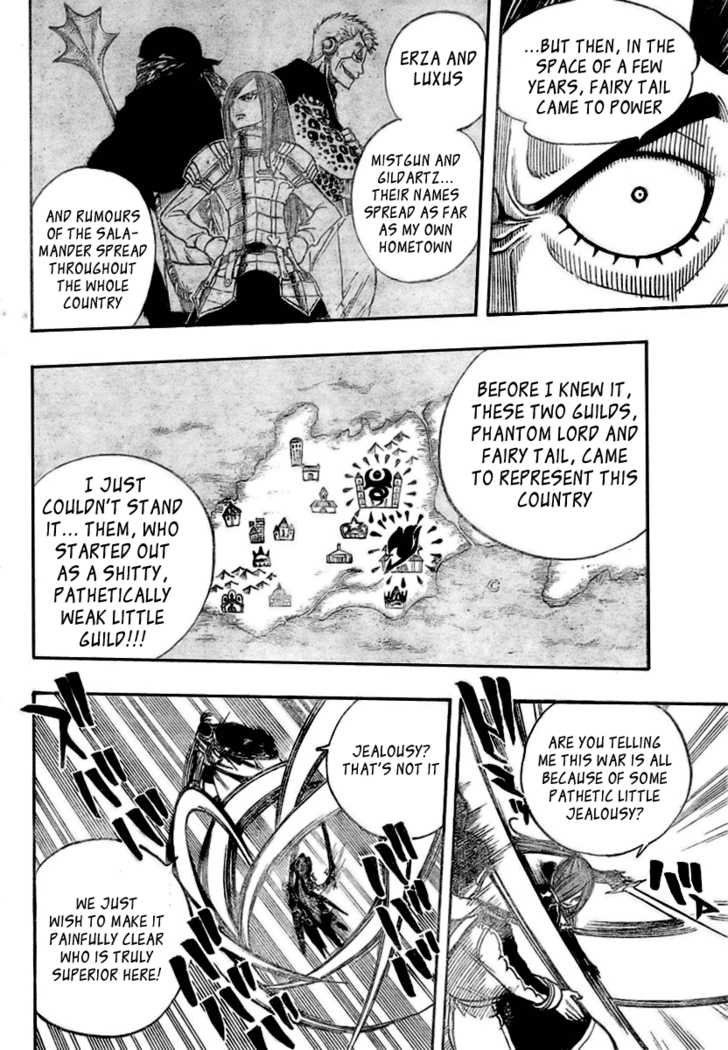 ...BUT THEN, IN THE
SPACE OF A FEW
YEARS, FAIRY TAIL
CAME TO POWER
ERZA AND
LUXUS
MISTGUN AND
GILDARTZ...
THEIR NAMES
SPREAD AS FAR
AS MY OWN
HOMETOWN
AND RUMOURS
OF THE SALA-
MANDER SPREAD
THROUGHOUT
THE WHOLE
COUNTRY
BEFORE I KNEW IT,
THESE TWO GUILDS,
PHANTOM LORD AND
FAIRY TAIL, CAME
TO REPRESENT THIS
COUNTRY
I JUST
COULDN'T STAND
IT... THEM, WHO
STARTED OUT
AS A SHITTY,
PATHETICALLY
WEAK LITTLE
GUILD!!!
ARE YOU TELLING
ME THIS WAR IS ALL
BECAUSE OF SOME
PATHETIC LITTLE
JEALOUSY?
JEALOUSY?
THAT'S NOT IT
WE JUST
WISH TO MAKE IT
PAINFULLY CLEAR
WHO IS TRULY
SUPERIOR HERE!